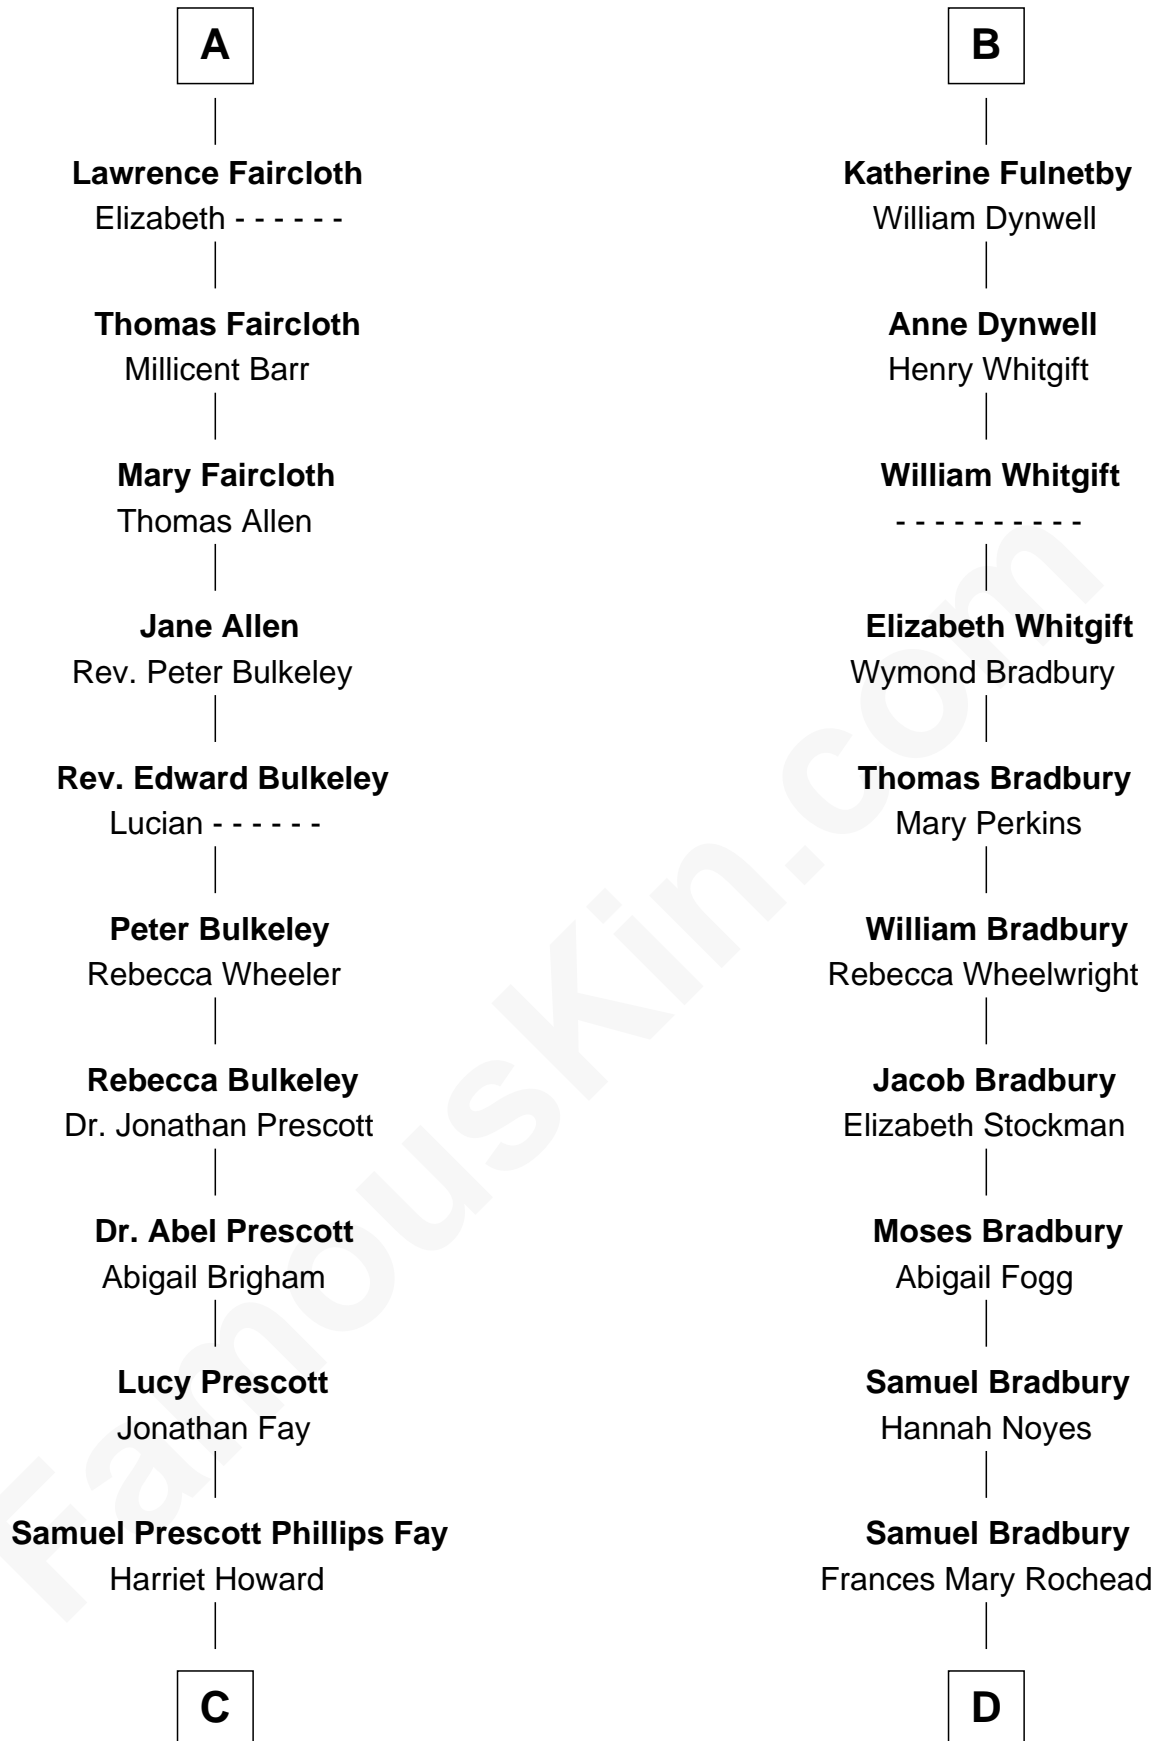 A
Lawrence Faircloth
Elizabeth - - - - - -
Thomas Faircloth
Millicent Barr
Mary Faircloth
Thomas Allen
Jane Allen
Rev. Peter Bulkeley
Rev. Edward Bulkeley
Lucian - - - - - -
Peter Bulkeley
Rebecca Wheeler
Rebecca Bulkeley
Dr. Jonathan Prescott
Dr. Abel Prescott
Abigail Brigham
Lucy Prescott
Jonathan Fay
Samuel Prescott Phillips Fay
Harriet Howard
C
B
Katherine Fulnetby
William Dynwell
Anne Dynwell
Henry Whitgift
William Whitgift
- - - - - - - - - -
Elizabeth Whitgift
Wymond Bradbury
Thomas Bradbury
Mary Perkins
William Bradbury
Rebecca Wheelwright
Jacob Bradbury
Elizabeth Stockman
Moses Bradbury
Abigail Fogg
Samuel Bradbury
Hannah Noyes
Samuel Bradbury
Frances Mary Rochead
D
FamousKin.com